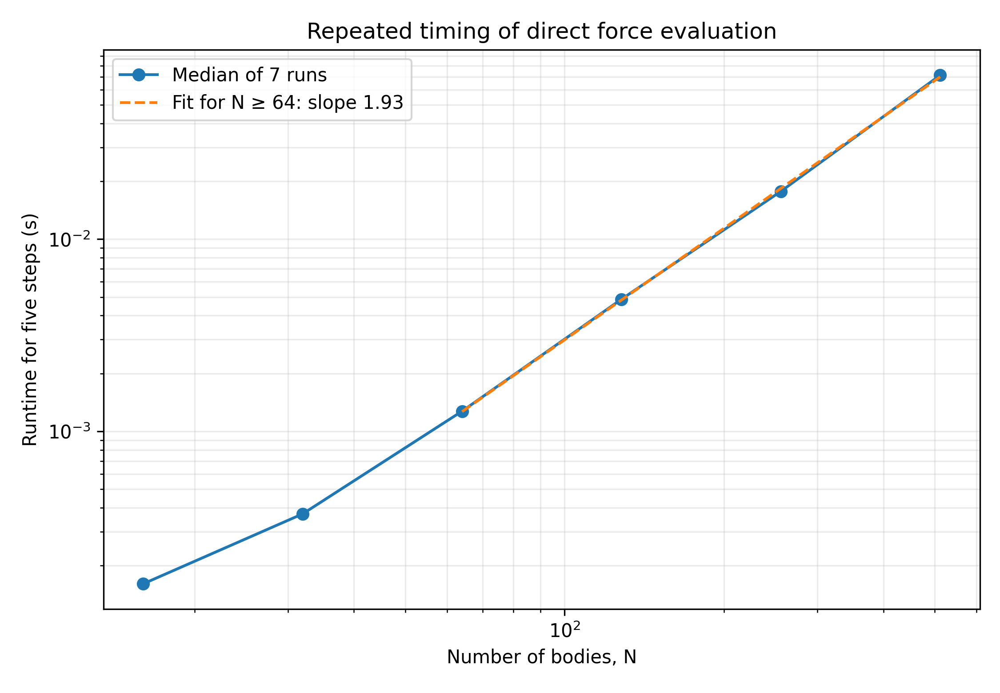 Repeated timing of direct force evaluation
Median of 7 runs
Fit for N ≥ 64: slope 1.93
Runtime for five steps (s)
10⁻²
10⁻³
10²
Number of bodies, N